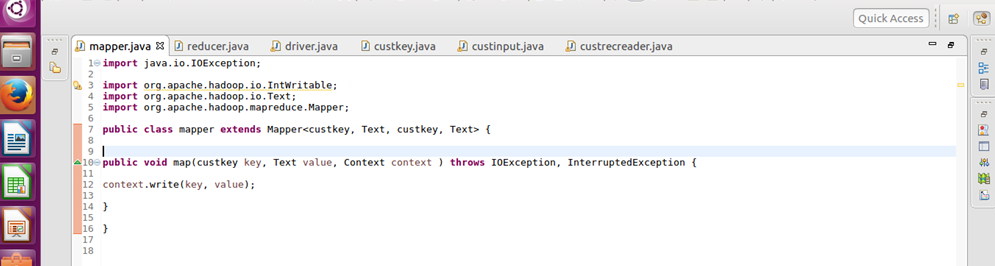 Quick Access
mapper.java reducer.java driver.java custkey.java custinput.java custrecreader.java
1 import java.io.IOException;
2
3 import org.apache.hadoop.io.IntWritable;
4 import org.apache.hadoop.io.Text;
5 import org.apache.hadoop.mapreduce.Mapper;
6
7 public class mapper extends Mapper<custkey, Text, custkey, Text> {
8
9
10 public void map(custkey key, Text value, Context context ) throws IOException, InterruptedException {
11
12 context.write(key, value);
13
14 }
15
16 }
17
18